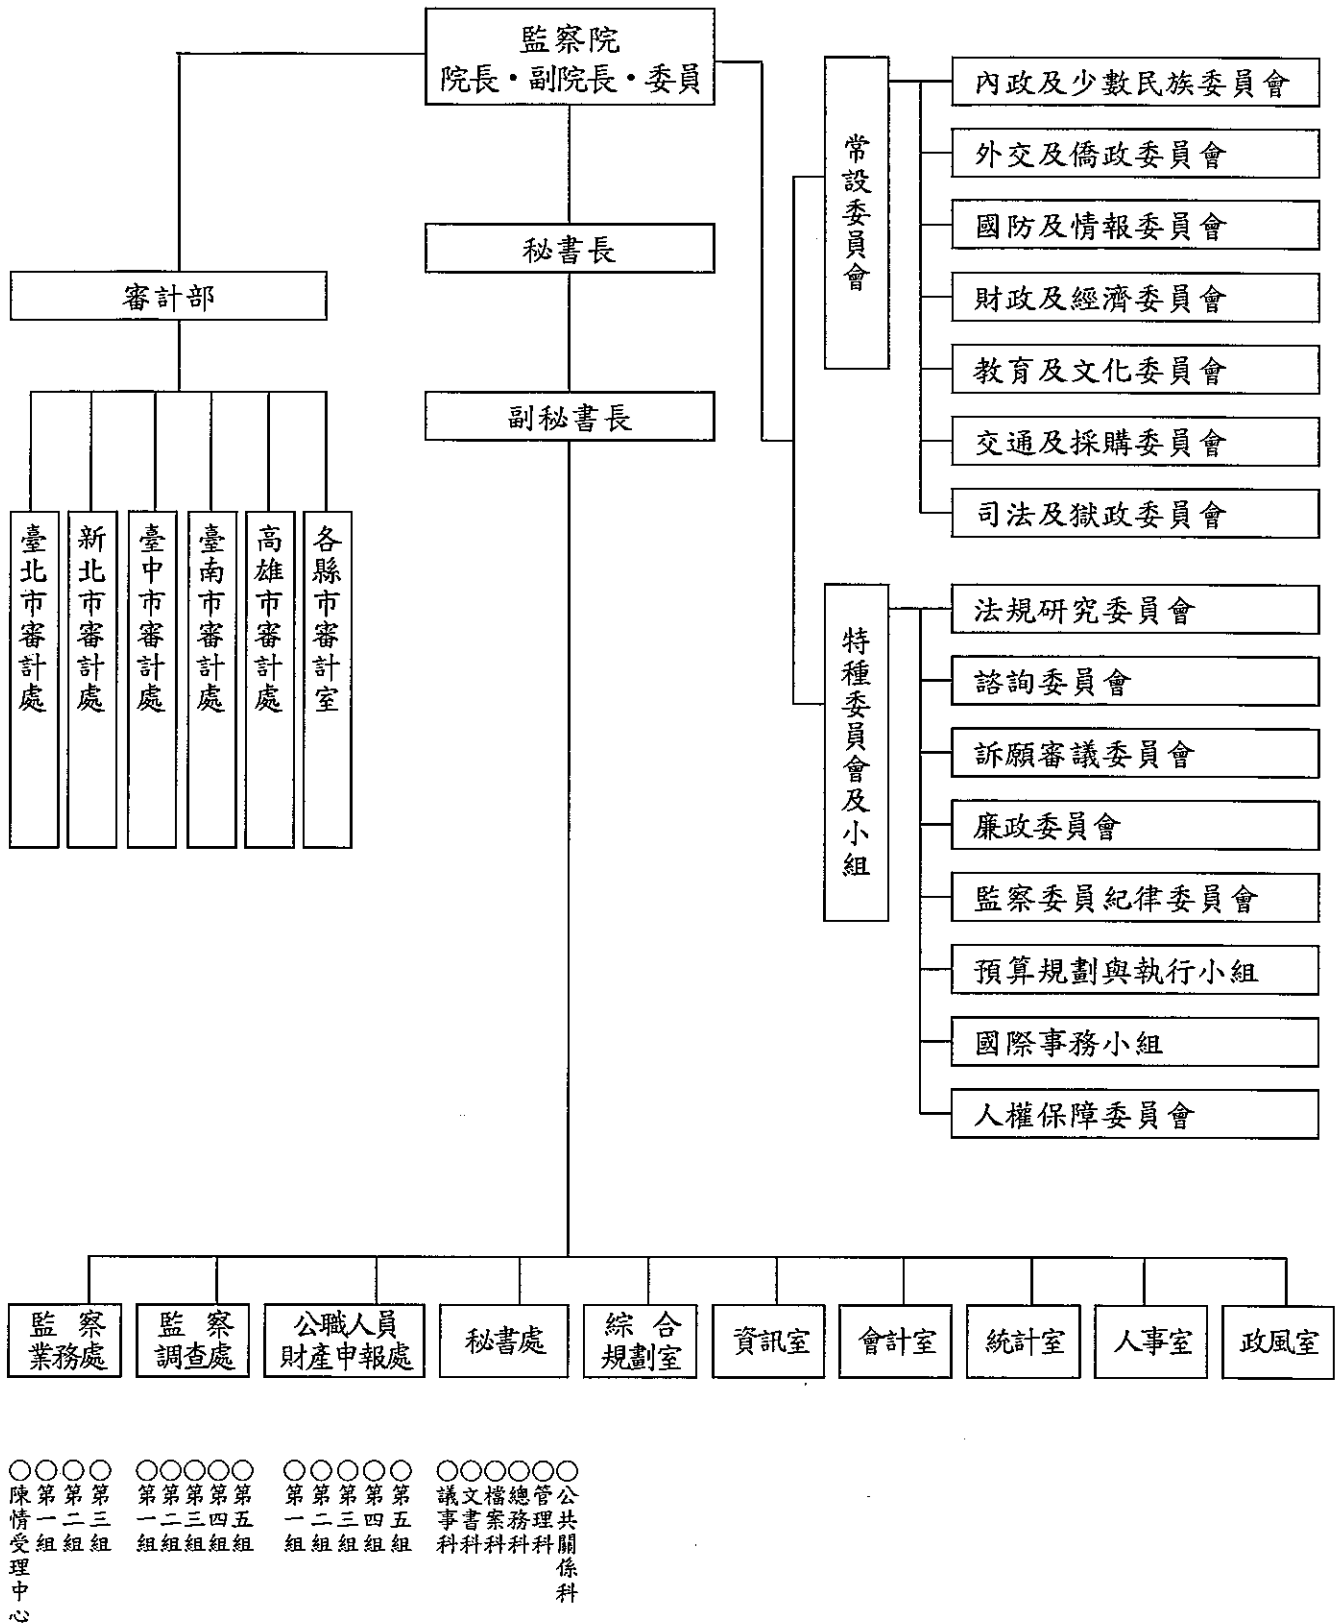 監察院
院長・副院長・委員
秘書長
副秘書長
審計部
臺北市審計處
新北市審計處
臺中市審計處
臺南市審計處
高雄市審計處
各縣市審計室
常設委員會
內政及少數民族委員會
外交及僑政委員會
國防及情報委員會
財政及經濟委員會
教育及文化委員會
交通及採購委員會
司法及獄政委員會
特種委員會及小組
法規研究委員會
諮詢委員會
訴願審議委員會
廉政委員會
監察委員紀律委員會
預算規劃與執行小組
國際事務小組
人權保障委員會
監察
業務處
監察
調查處
公職人員
財產申報處
秘書處
綜合
規劃室
資訊室
會計室
統計室
人事室
政風室
○陳情受理中心
○第一組
○第二組
○第三組
○第一組
○第二組
○第三組
○第四組
○第五組
○第一組
○第二組
○第三組
○第四組
○第五組
○議事科
○文書科
○檔案科
○總務科
○管理科
○公共關係科